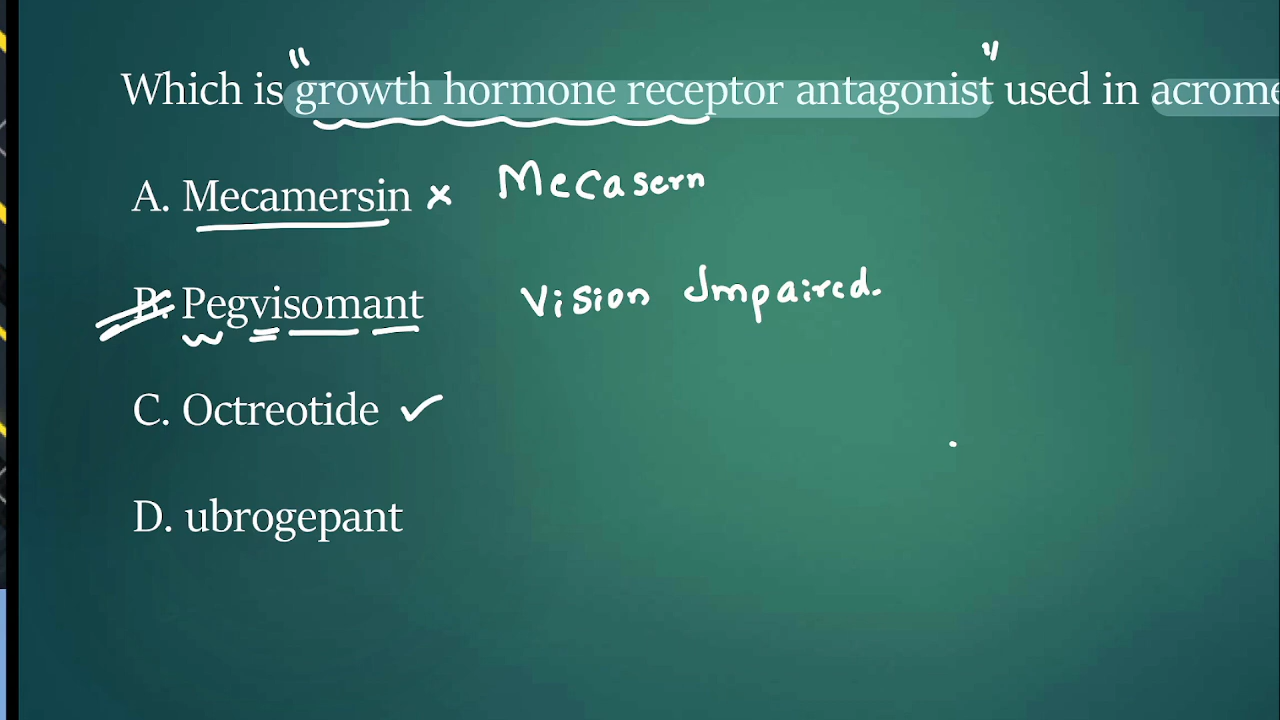 Which is "growth hormone receptor antagonist" used in acrome
A. Mecamersin × Mecasern
B. Pegvisomant Vision Impaired.
C. Octreotide ✓
D. ubrogepant